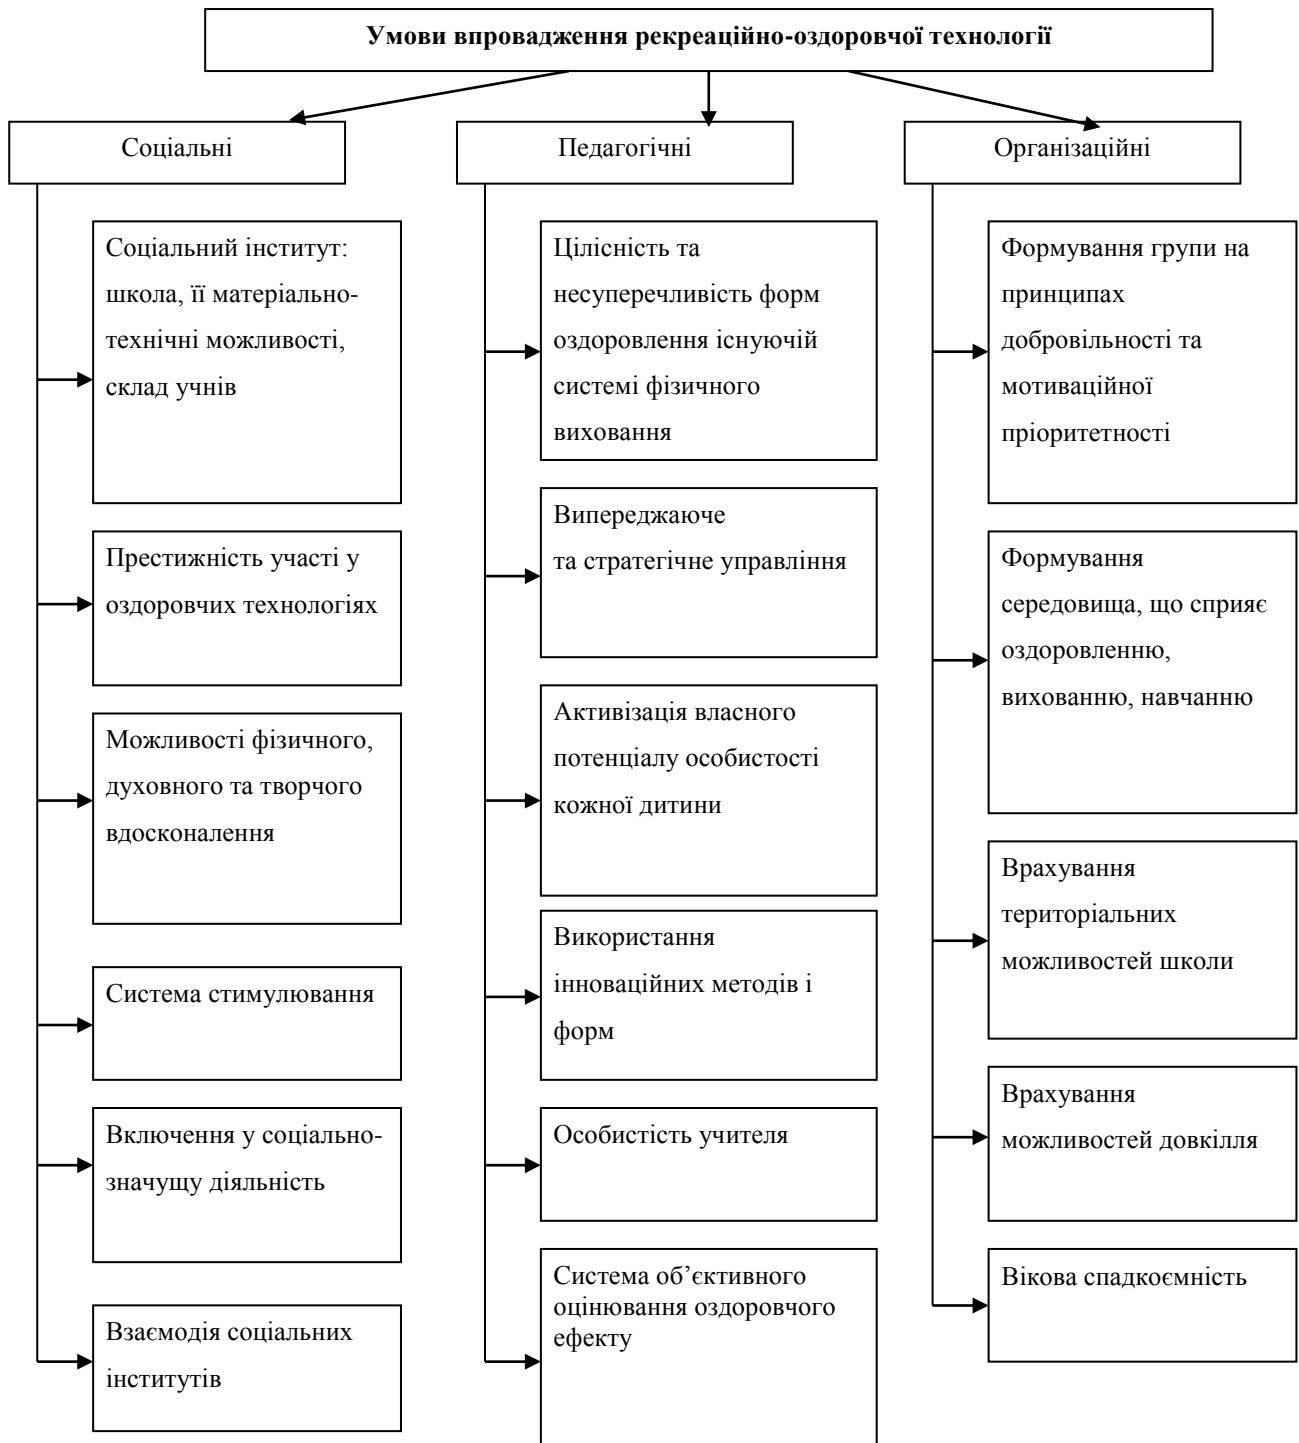 Умови впровадження рекреаційно-оздоровчої технології
Соціальні
Педагогічні
Організаційні
Соціальний інститут:
школа, її матеріально-
технічні можливості,
склад учнів
Престижність участі у
оздоровчих технологіях
Можливості фізичного,
духовного та творчого
вдосконалення
Система стимулювання
Включення у соціально-
значущу діяльність
Взаємодія соціальних
інститутів
Цілісність та
несуперечливість форм
оздоровлення існуючій
системі фізичного
виховання
Випереджаюче
та стратегічне управління
Активізація власного
потенціалу особистості
кожної дитини
Використання
інноваційних методів і
форм
Особистість учителя
Система об’єктивного
оцінювання оздоровчого
ефекту
Формування групи на
принципах
добровільності та
мотиваційної
пріоритетності
Формування
середовища, що сприяє
оздоровленню,
вихованню, навчанню
Врахування
територіальних
можливостей школи
Врахування
можливостей довкілля
Вікова спадкоємність